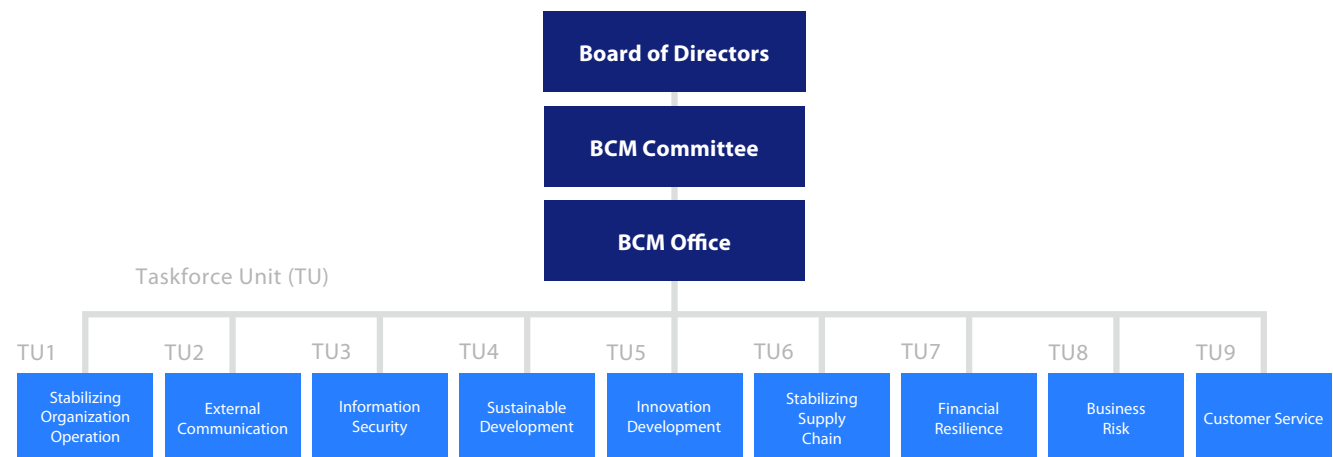 Board of Directors
BCM Committee
BCM Office
Taskforce Unit (TU)
TU1
TU2
TU3
TU4
TU5
TU6
TU7
TU8
TU9
Stabilizing
Organization
Operation
External
Communication
Information
Security
Sustainable
Development
Innovation
Development
Stabilizing
Supply
Chain
Financial
Resilience
Business
Risk
Customer Service